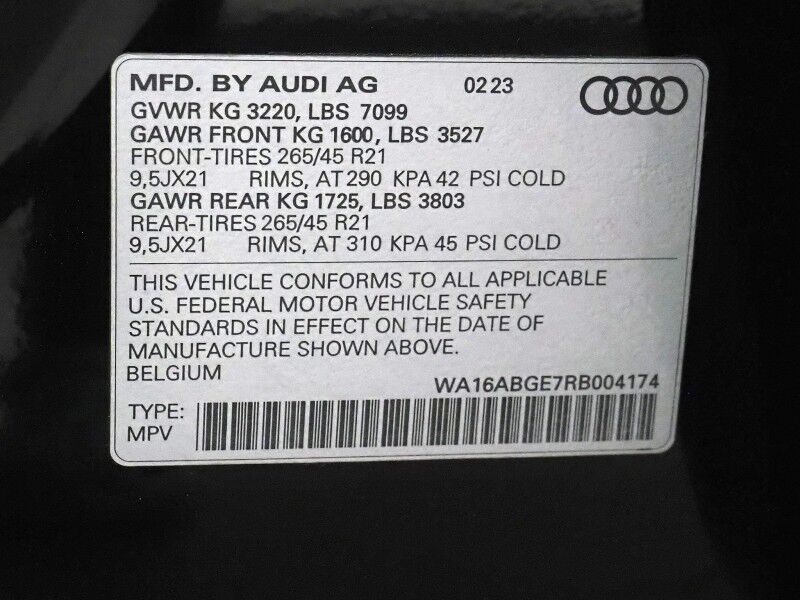 MFD. BY AUDI AG 02 23
GVWR KG 3220, LBS 7099
GAWR FRONT KG 1600, LBS 3527
FRONT-TIRES 265/45 R21
9,5JX21 RIMS, AT 290 KPA 42 PSI COLD
GAWR REAR KG 1725, LBS 3803
REAR-TIRES 265/45 R21
9,5JX21 RIMS, AT 310 KPA 45 PSI COLD
THIS VEHICLE CONFORMS TO ALL APPLICABLE
U.S. FEDERAL MOTOR VEHICLE SAFETY
STANDARDS IN EFFECT ON THE DATE OF
MANUFACTURE SHOWN ABOVE.
BELGIUM WA16ABGE7RB004174
TYPE:
MPV